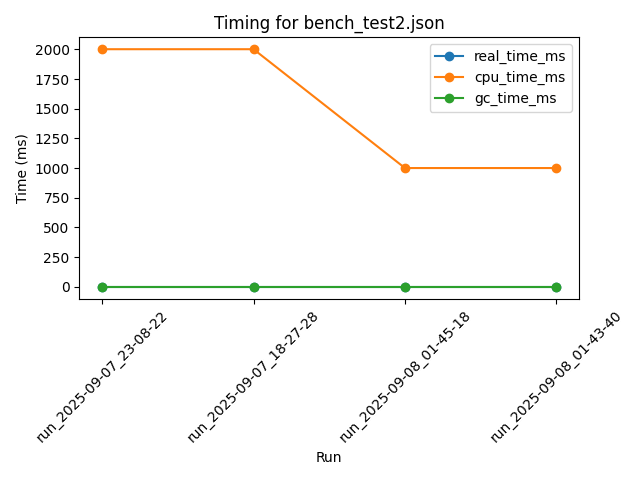 Timing for bench_test2.json
real_time_ms
cpu_time_ms
gc_time_ms
Time (ms)
2000
1750
1500
1250
1000
750
500
250
0
run_2025-09-07_23-08-22
run_2025-09-07_18-27-28
run_2025-09-08_01-45-18
run_2025-09-08_01-43-40
Run